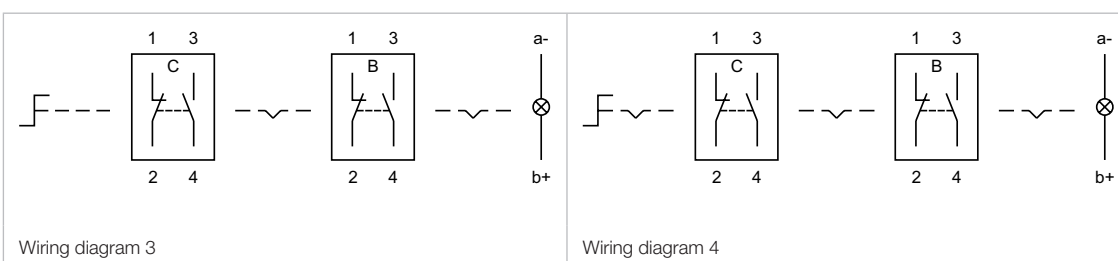 1 3 1 3 a-
C B
2 4 2 4 b+
Wiring diagram 3
1 3 1 3 a-
C B
2 4 2 4 b+
Wiring diagram 4